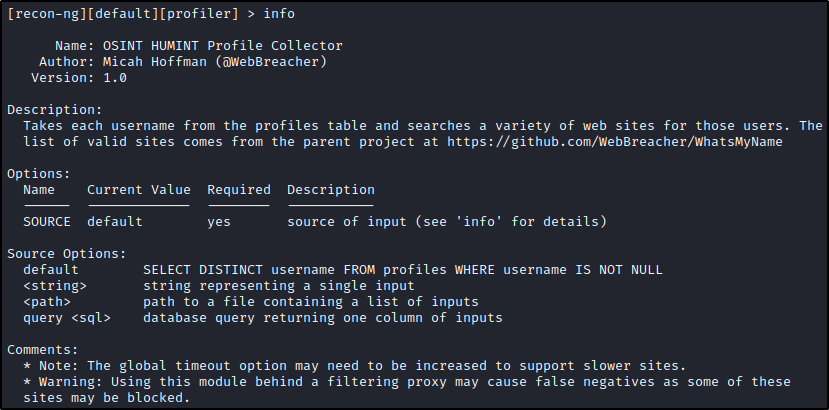 [recon-ng][default][profiler] > info

      Name: OSINT HUMINT Profile Collector
    Author: Micah Hoffman (@WebBreacher)
   Version: 1.0

Description:
  Takes each username from the profiles table and searches a variety of web sites for those users. The
  list of valid sites comes from the parent project at https://github.com/WebBreacher/WhatsMyName

Options:
  Name    Current Value  Required  Description
  ------  -------------  --------  -----------
  SOURCE  default        yes       source of input (see 'info' for details)

Source Options:
  default        SELECT DISTINCT username FROM profiles WHERE username IS NOT NULL
  <string>       string representing a single input
  <path>         path to a file containing a list of inputs
  query <sql>    database query returning one column of inputs

Comments:
  * Note: The global timeout option may need to be increased to support slower sites.
  * Warning: Using this module behind a filtering proxy may cause false negatives as some of these
  sites may be blocked.